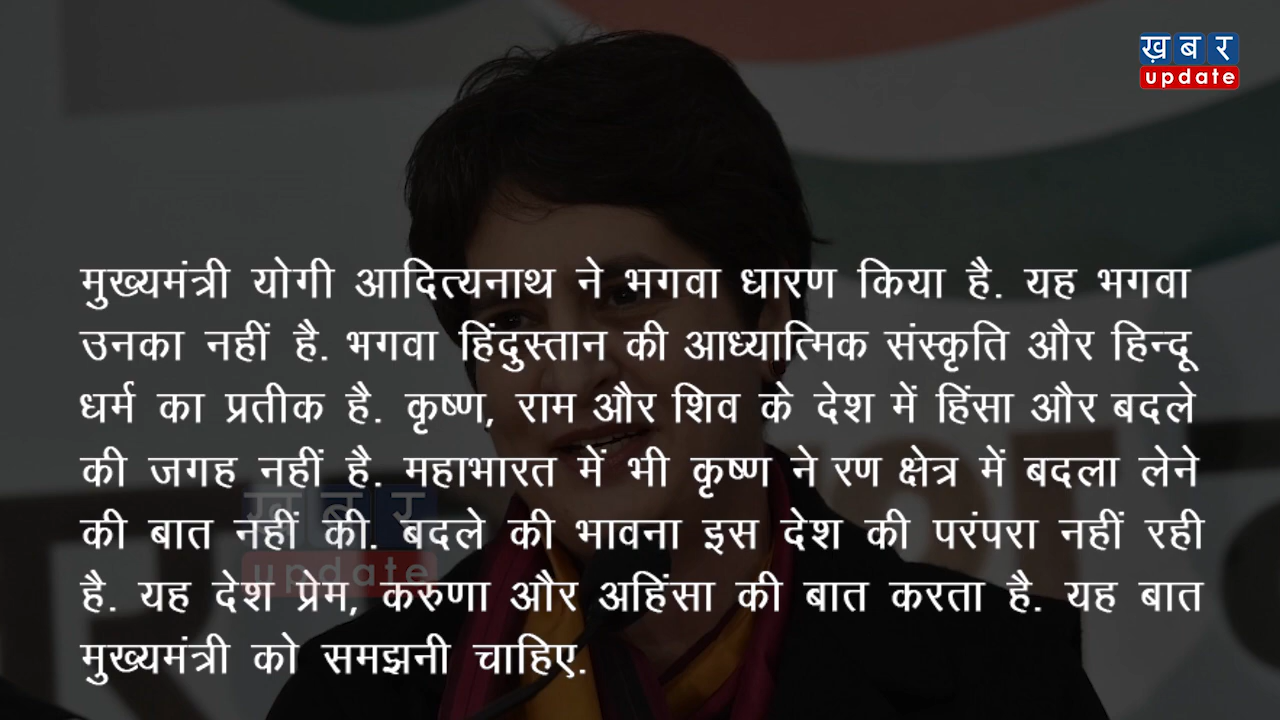 ख़बर
update
मुख्यमंत्री योगी आदित्यनाथ ने भगवा धारण किया है. यह भगवा
उनका नहीं है. भगवा हिंदुस्तान की आध्यात्मिक संस्कृति और हिन्दू
धर्म का प्रतीक है. कृष्ण, राम और शिव के देश में हिंसा और बदले
की जगह नहीं है. महाभारत में भी कृष्ण ने रण क्षेत्र में बदला लेने
की बात नहीं की. बदले की भावना इस देश की परंपरा नहीं रही
है. यह देश प्रेम, करुणा और अहिंसा की बात करता है. यह बात
मुख्यमंत्री को समझनी चाहिए.
ख़बर
update